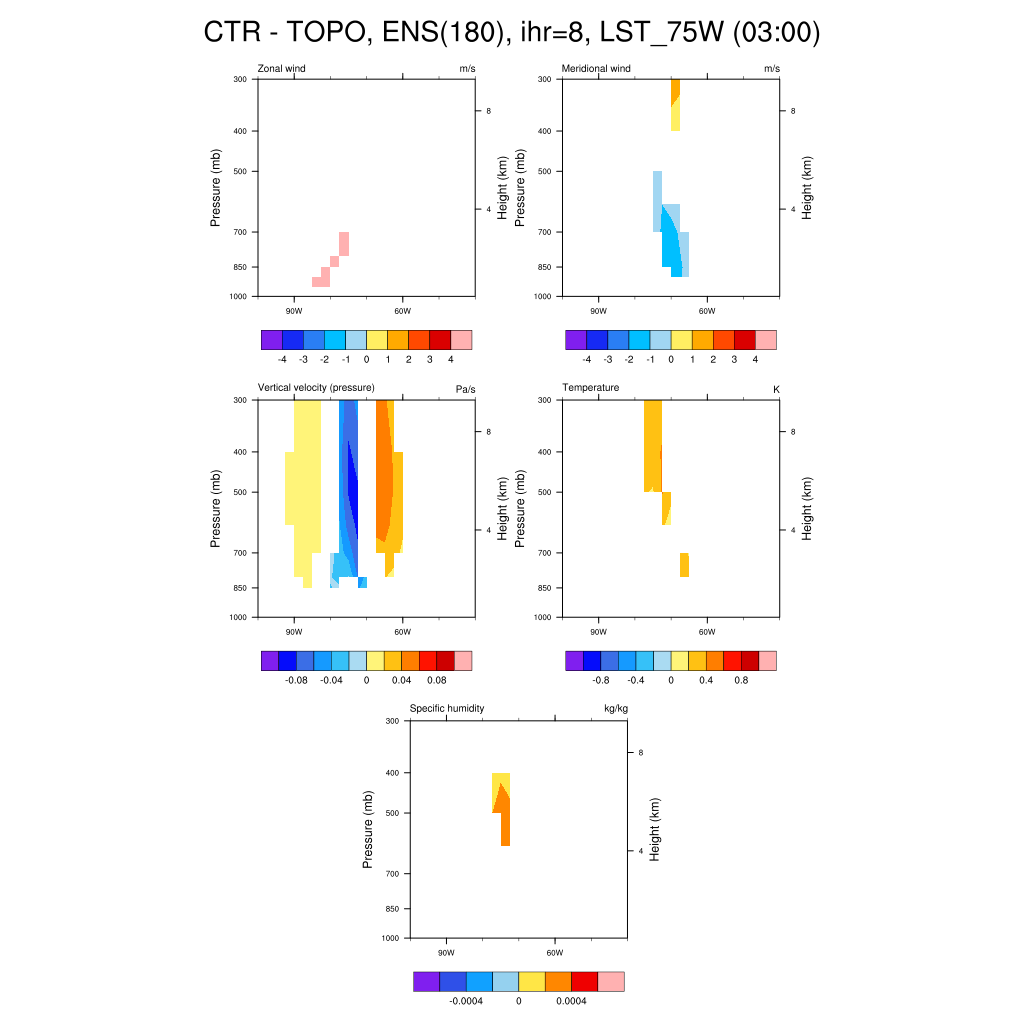 CTR - TOPO, ENS(180), ihr=8, LST_75W (03:00)
Zonal wind m/s
Pressure (mb)
300
400
500
700
850
1000
90W 60W
8
4
Height (km)
-4 -3 -2 -1 0 1 2 3 4
Meridional wind m/s
Pressure (mb)
300
400
500
700
850
1000
90W 60W
8
4
Height (km)
-4 -3 -2 -1 0 1 2 3 4
Vertical velocity (pressure) Pa/s
Pressure (mb)
300
400
500
700
850
1000
90W 60W
8
4
Height (km)
-0.08 -0.04 0 0.04 0.08
Temperature K
Pressure (mb)
300
400
500
700
850
1000
90W 60W
8
4
Height (km)
-0.8 -0.4 0 0.4 0.8
Specific humidity kg/kg
Pressure (mb)
300
400
500
700
850
1000
90W 60W
8
4
Height (km)
-0.0004 0 0.0004